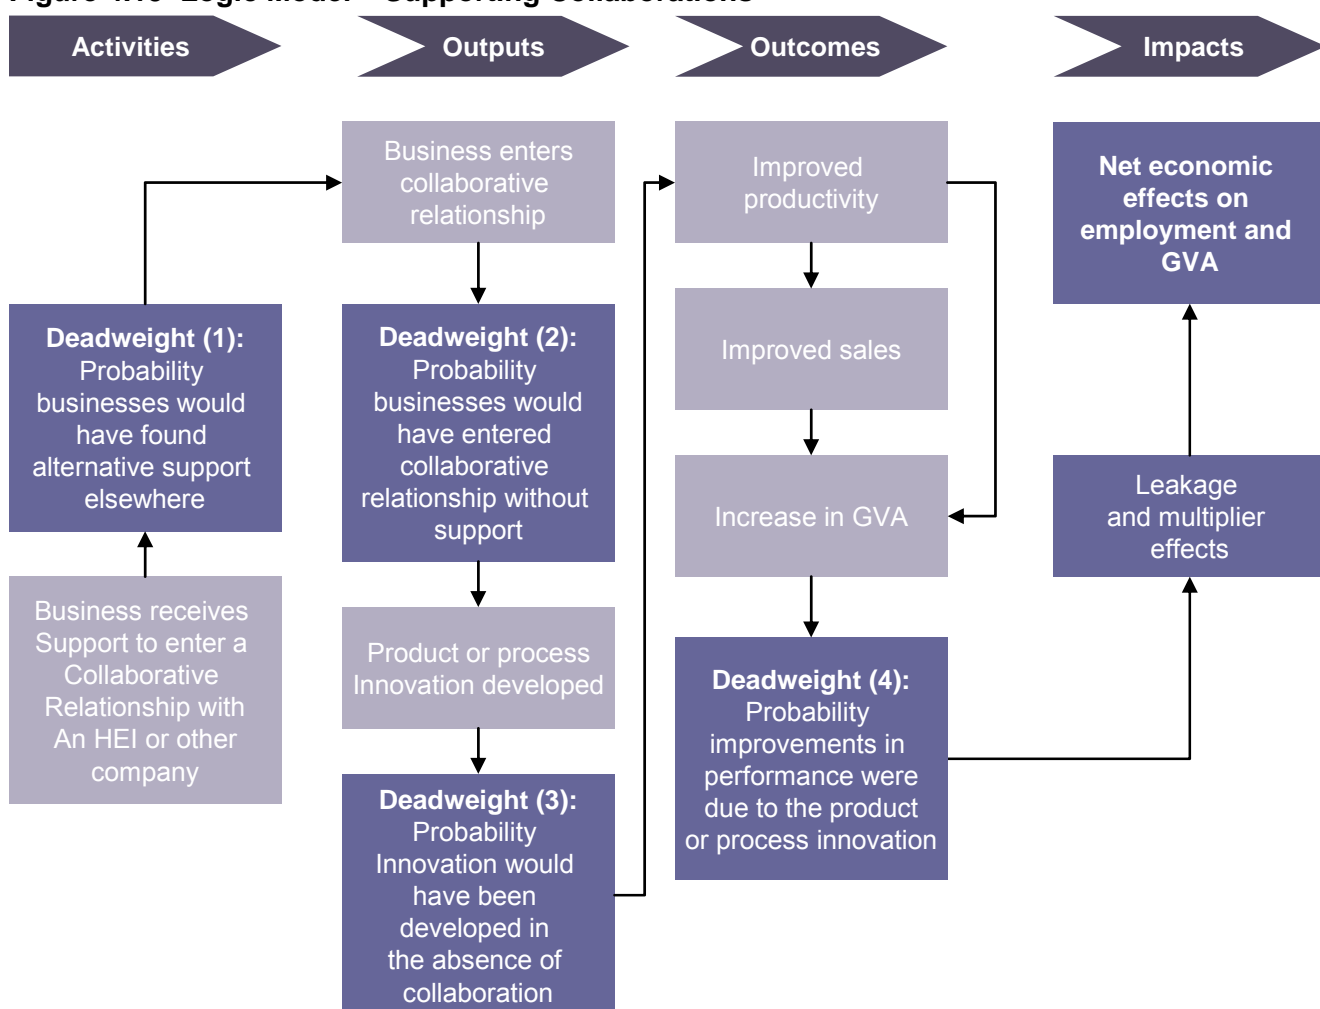 Activities
Outputs
Outcomes
Impacts
Business receives
Support to enter a
Collaborative
Relationship with
An HEI or other
company
Deadweight (1):
Probability
businesses would
have found
alternative support
elsewhere
Business enters
collaborative
relationship
Deadweight (2):
Probability
businesses would
have entered
collaborative
relationship without
support
Product or process
Innovation developed
Deadweight (3):
Probability
Innovation would
have been
developed in
the absence of
collaboration
Improved
productivity
Improved sales
Increase in GVA
Deadweight (4):
Probability
improvements in
performance were
due to the product
or process innovation
Leakage
and multiplier
effects
Net economic
effects on
employment and
GVA